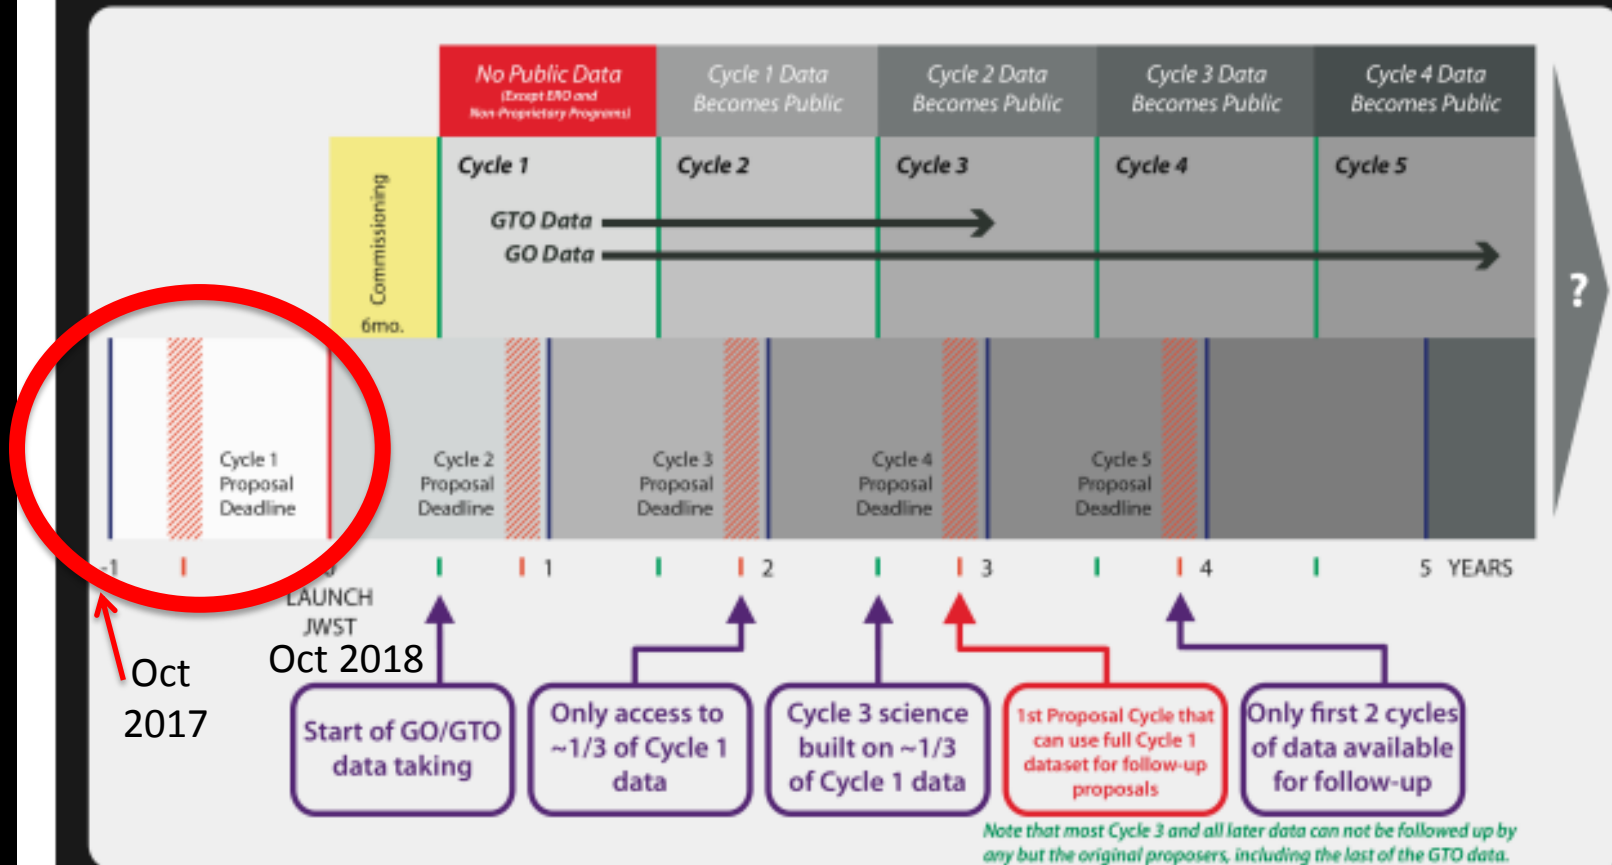 No Public Data
(Except ERO and
Non-Proprietary Programs)
Cycle 1 Data
Becomes Public
Cycle 2 Data
Becomes Public
Cycle 3 Data
Becomes Public
Cycle 4 Data
Becomes Public
Commissioning
6mo.
Cycle 1
Cycle 2
Cycle 3
Cycle 4
Cycle 5
GTO Data
GO Data
?
Cycle 1
Proposal
Deadline
Cycle 2
Proposal
Deadline
Cycle 3
Proposal
Deadline
Cycle 4
Proposal
Deadline
Cycle 5
Proposal
Deadline
-1
0
1
2
3
4
5 YEARS
LAUNCH
JWST
Oct 2018
Oct
2017
Start of GO/GTO
data taking
Only access to
~1/3 of Cycle 1
data
Cycle 3 science
built on ~1/3
of Cycle 1 data
1st Proposal Cycle that
can use full Cycle 1
dataset for follow-up
proposals
Only first 2 cycles
of data available
for follow-up
Note that most Cycle 3 and all later data can not be followed up by
any but the original proposers, including the last of the GTO data.